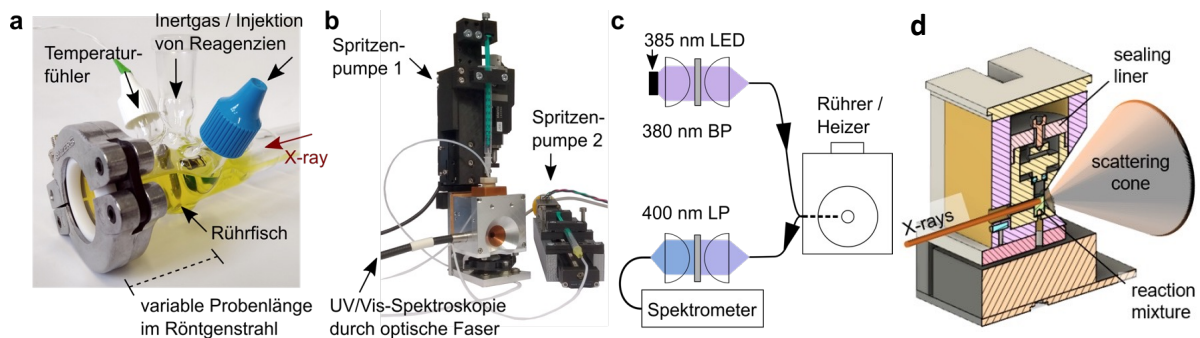 a
Inertgas / Injektion
von Reagenzien
Temperatur-
fühler
X-ray
Rührfisch
variable Probenlänge
im Röntgenstrahl
b
Spritzen-
pumpe 1
Spritzen-
pumpe 2
UV/Vis-Spektroskopie
durch optische Faser
c
385 nm LED
380 nm BP
Rührer /
Heizer
400 nm LP
Spektrometer
d
sealing
liner
scattering
cone
X-rays
reaction
mixture